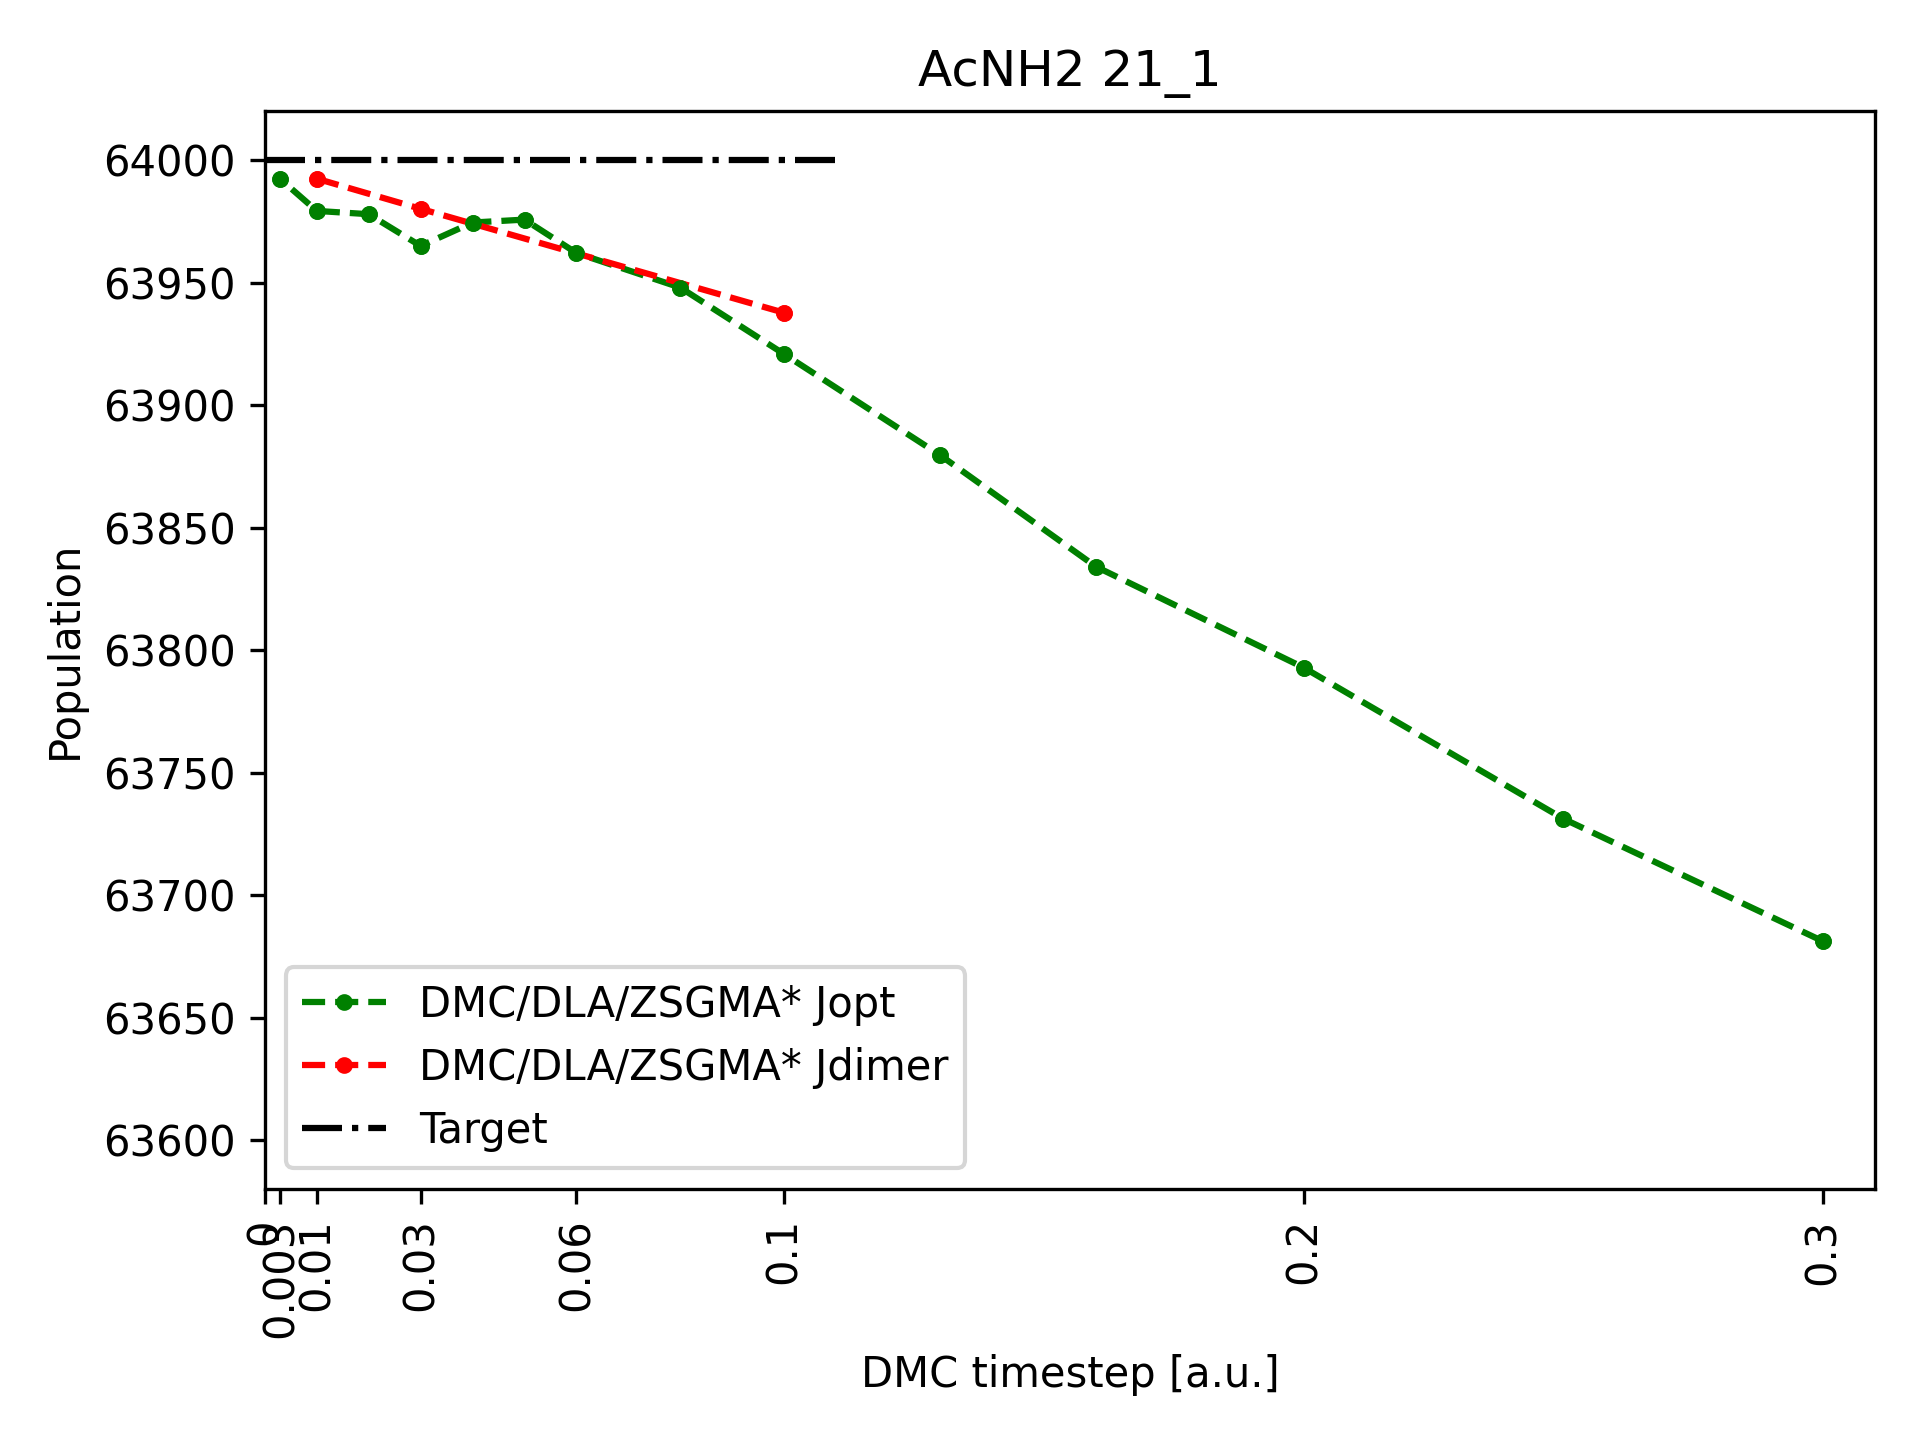 AcNH2 21_1
64000
63950
63900
63850
63800
63750
63700
63650
63600
Population
DMC/DLA/ZSGMA* Jopt
DMC/DLA/ZSGMA* Jdimer
Target
0
0.003
0.01
0.03
0.06
0.1
0.2
0.3
DMC timestep [a.u.]